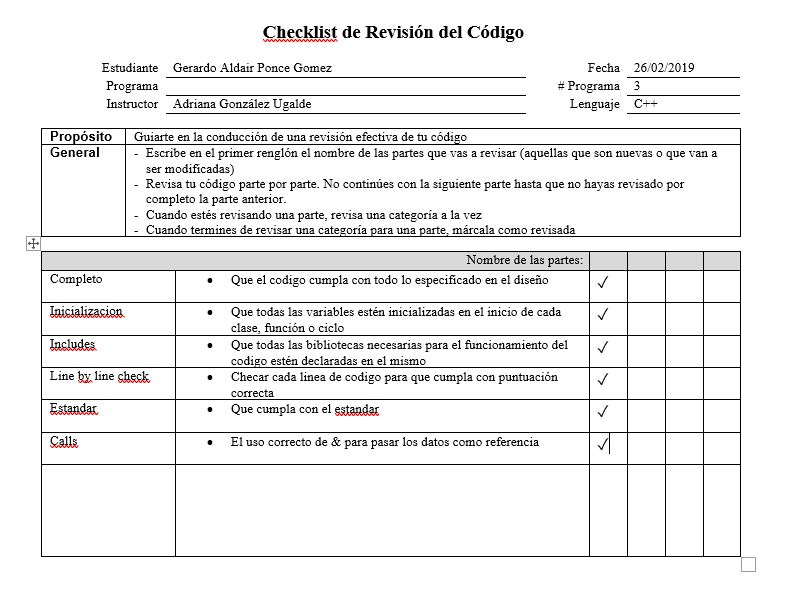 Checklist de Revisión del Código
Estudiante Gerardo Aldair Ponce Gomez Fecha 26/02/2019
Programa # Programa 3
Instructor Adriana González Ugalde Lenguaje C++
Propósito Guiarte en la conducción de una revisión efectiva de tu código
General - Escribe en el primer renglón el nombre de las partes que vas a revisar (aquellas que son nuevas o que van a
ser modificadas)
- Revisa tu código parte por parte. No continúes con la siguiente parte hasta que no hayas revisado por
completo la parte anterior.
- Cuando estés revisando una parte, revisa una categoría a la vez
- Cuando termines de revisar una categoría para una parte, márcala como revisada
Nombre de las partes:
Completo • Que el codigo cumpla con todo lo especificado en el diseño ✓
Inicializacion • Que todas las variables estén inicializadas en el inicio de cada ✓
clase, función o ciclo
Includes • Que todas las bibliotecas necesarias para el funcionamiento del ✓
codigo estén declaradas en el mismo
Line by line check • Checar cada linea de codigo para que cumpla con puntuación ✓
correcta
Estandar • Que cumpla con el estandar ✓
Calls • El uso correcto de & para pasar los datos como referencia ✓